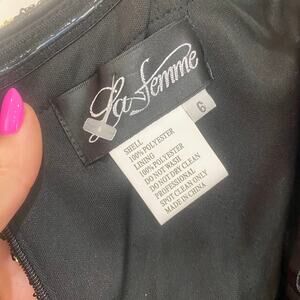 La Femme
6
SHELL
100% POLYESTER
LINING
100% POLYESTER
DO NOT WASH
DO NOT DRY CLEAN
PROFESSIONAL
SPOT CLEAN ONLY
MADE IN CHINA